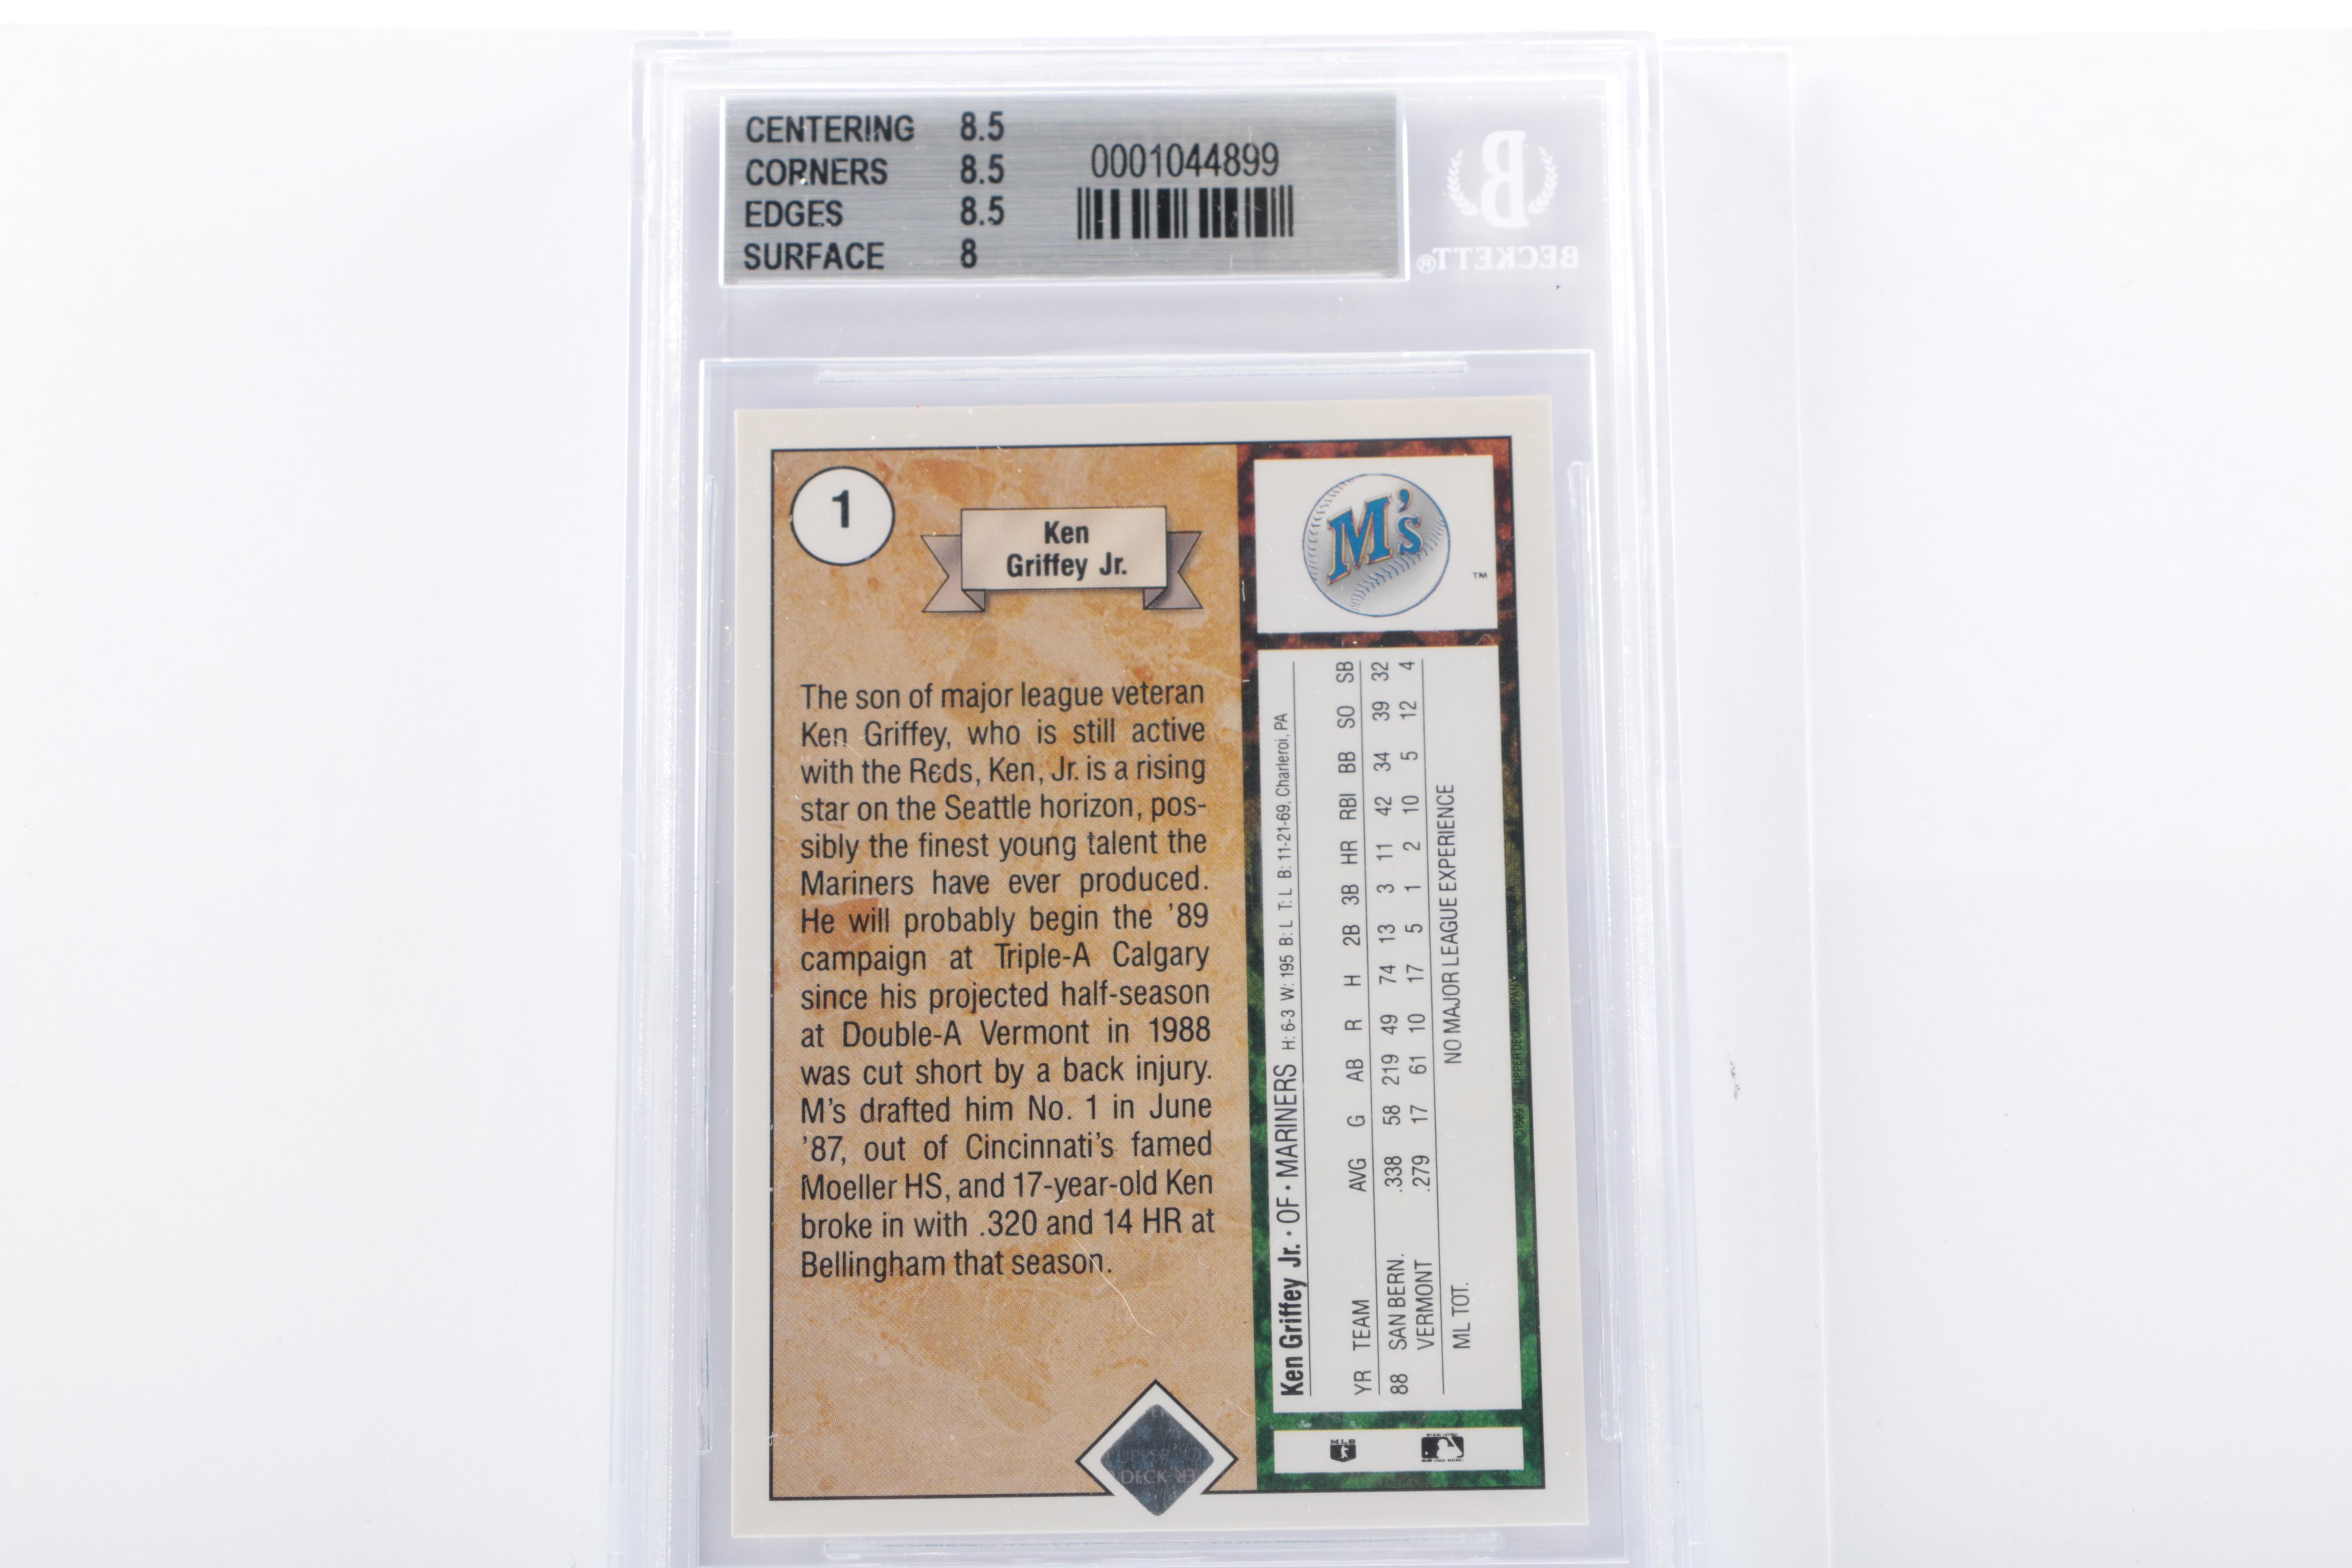 CENTERING 8.5
CORNERS 8.5
EDGES 8.5
SURFACE 8
0001044899
B
BECKETT®
1
Ken
Griffey Jr.
The son of major league veteran
Ken Griffey, who is still active
with the Reds, Ken, Jr. is a rising
star on the Seattle horizon, pos-
sibly the finest young talent the
Mariners have ever produced.
He will probably begin the ’89
campaign at Triple-A Calgary
since his projected half-season
at Double-A Vermont in 1988
was cut short by a back injury.
M’s drafted him No. 1 in June
’87, out of Cincinnati’s famed
Moeller HS, and 17-year-old Ken
broke in with .320 and 14 HR at
Bellingham that season.
M's
TM
Ken Griffey Jr. · OF · MARINERS H: 6-3 W: 195 B: L T: L B: 11-21-69, Charleroi, PA
YR TEAM AVG G AB R H 2B 3B HR RBI BB SO SB
88 SAN BERN. .338 58 219 49 74 13 3 11 42 34 39 32
VERMONT .279 17 61 10 17 5 1 2 10 5 12 4
ML TOT. NO MAJOR LEAGUE EXPERIENCE
©1989 UPPER DECK COMPANY
UPPER
DECK
MLB